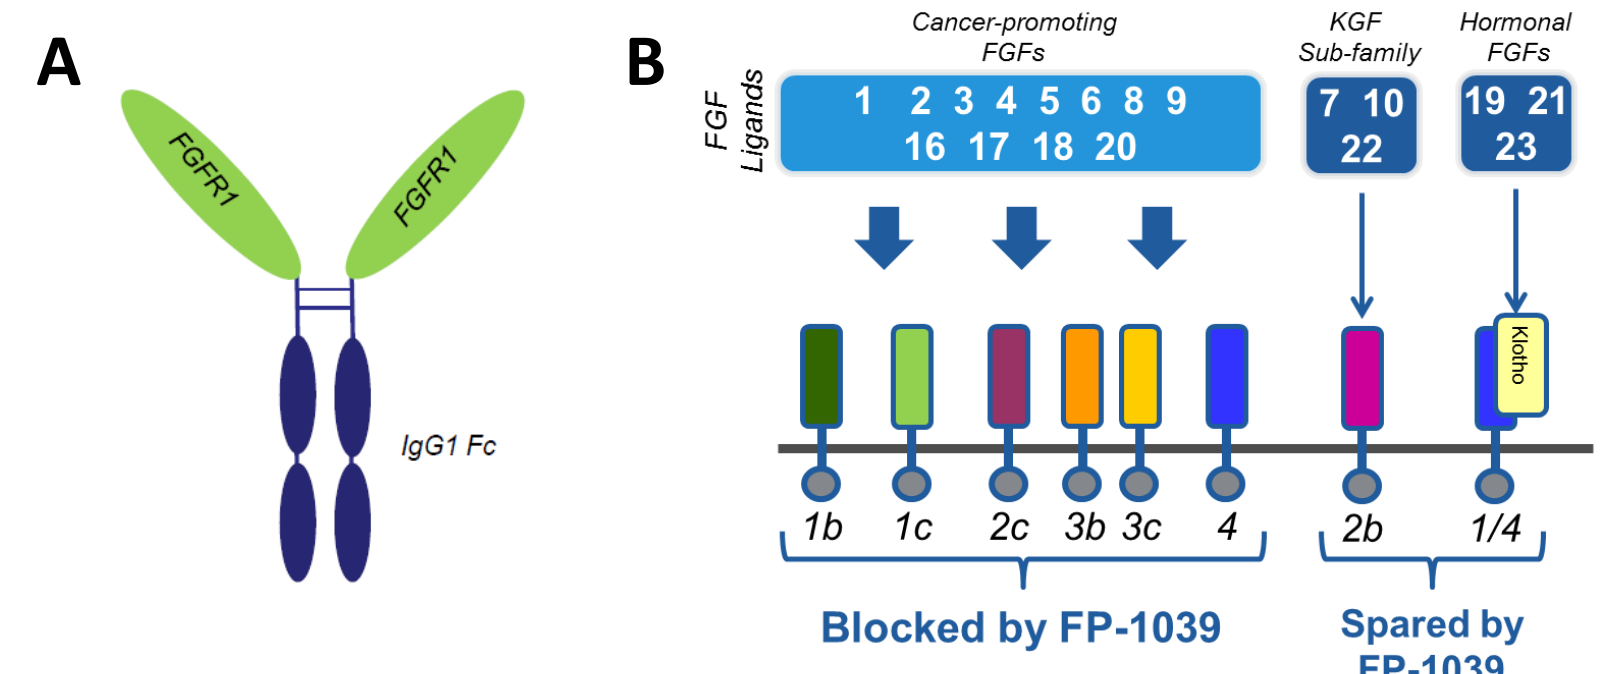 A
FGFR1
FGFR1
IgG1 Fc
B
Cancer-promoting
FGFs
KGF
Sub-family
Hormonal
FGFs
FGF
Ligands
1 2 3 4 5 6 8 9
16 17 18 20
7 10
22
19 21
23
Klotho
1b 1c 2c 3b 3c 4 2b 1/4
Blocked by FP-1039
Spared by
FP-1039